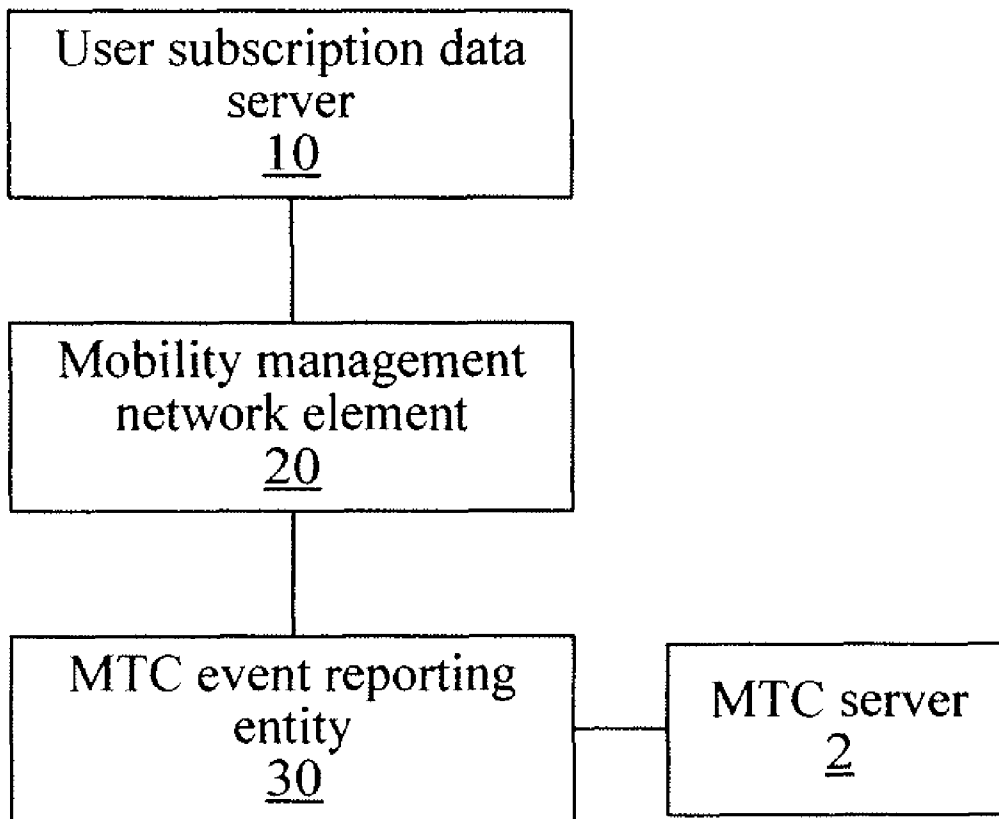 User subscription data
server
10
Mobility management
network element
20
MTC event reporting
entity
30
MTC server
2